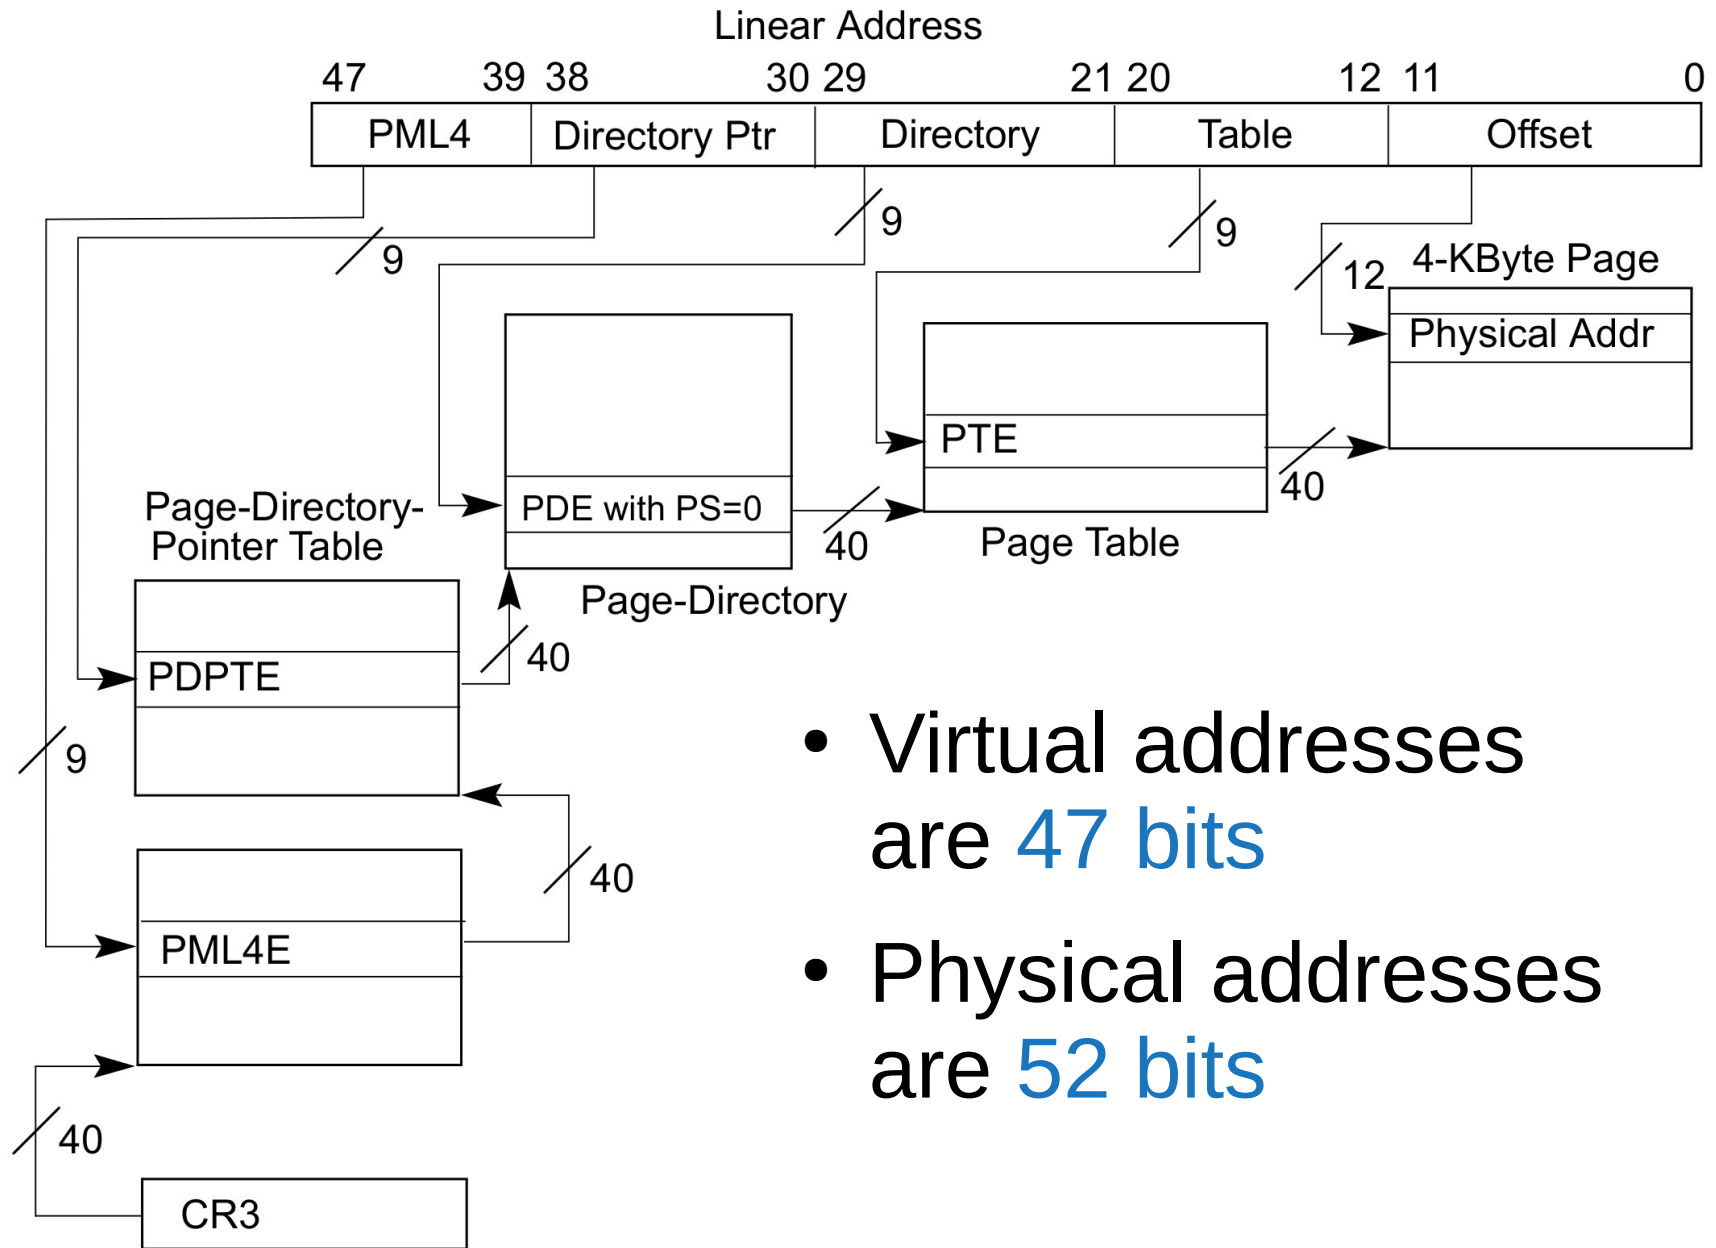 Linear Address
47 39 38 30 29 21 20 12 11 0
PML4 Directory Ptr Directory Table Offset
9
9
9
12
4-KByte Page
Physical Addr
PTE
40
Page Table
PDE with PS=0
40
Page-Directory
Page-Directory-
Pointer Table
PDPTE
40
9
PML4E
40
40
CR3
• Virtual addresses
are 47 bits
• Physical addresses
are 52 bits